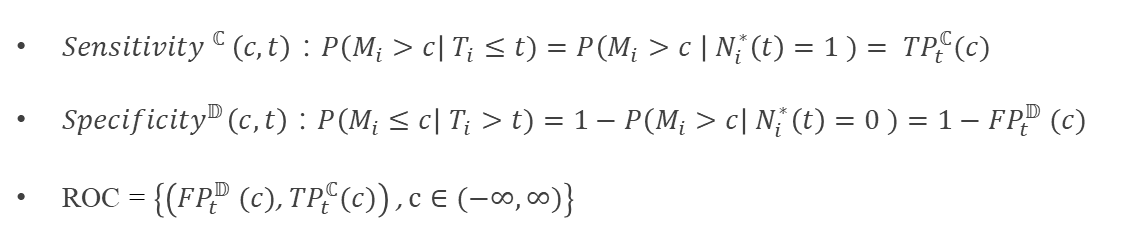 • Sensitivity ^ℂ (c, t) : P(M_i > c| T_i ≤ t) = P(M_i > c | N_i^*(t) = 1 ) = TP_t^ℂ(c)
• Specificity^𝔻 (c, t) : P(M_i ≤ c| T_i > t) = 1 − P(M_i > c| N_i^*(t) = 0 ) = 1 − FP_t^𝔻 (c)
• ROC = {(FP_t^𝔻 (c), TP_t^ℂ(c)) , c ∈ (−∞, ∞)}